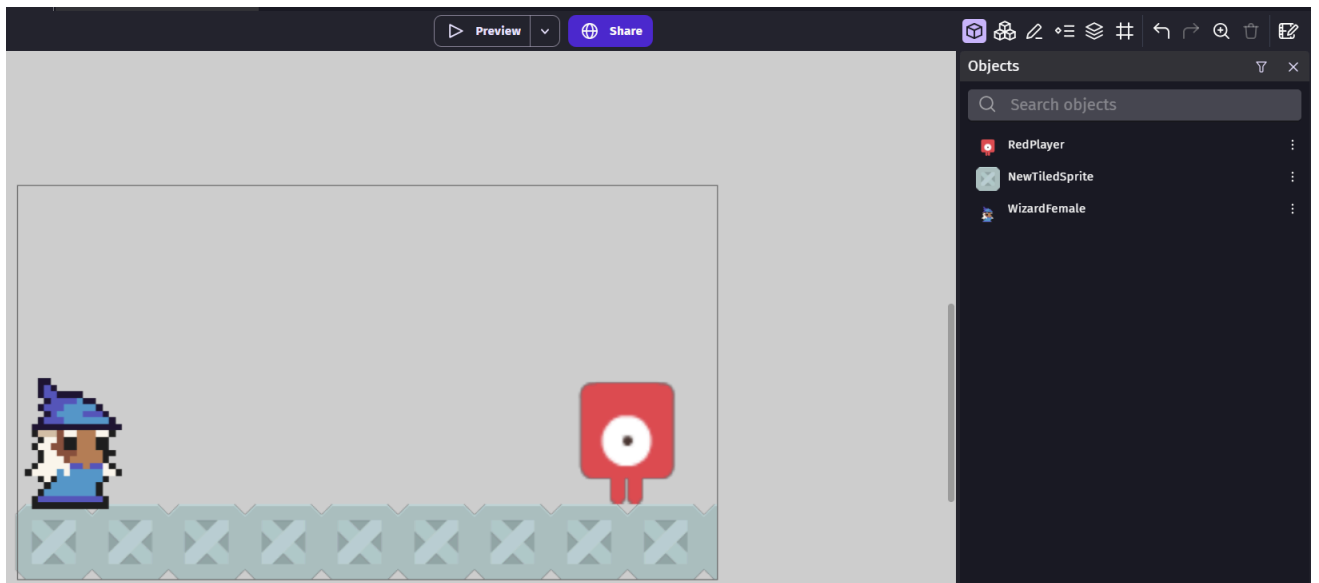 Preview
Share
Objects
Search objects
RedPlayer
NewTiledSprite
WizardFemale